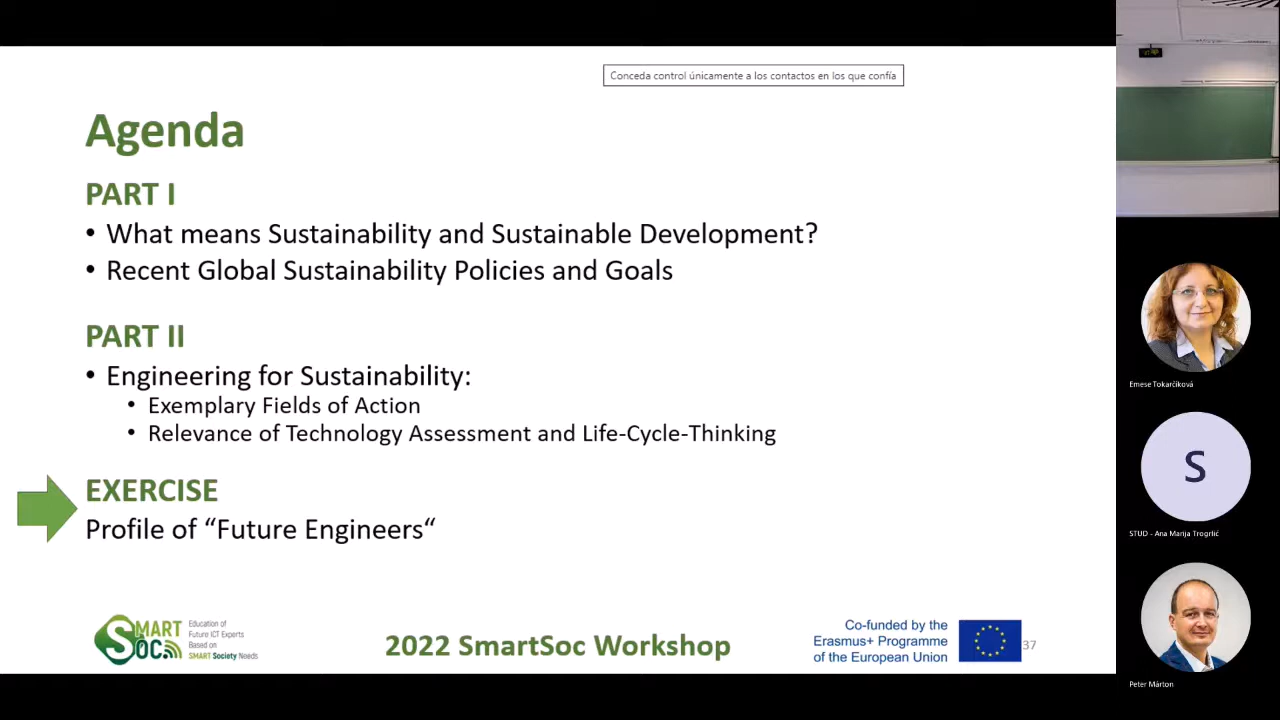 Conceda control únicamente a los contactos en los que confía
Agenda
PART I
• What means Sustainability and Sustainable Development?
• Recent Global Sustainability Policies and Goals
PART II
• Engineering for Sustainability:
• Exemplary Fields of Action
• Relevance of Technology Assessment and Life-Cycle-Thinking
EXERCISE
Profile of “Future Engineers“
SMART
SOC
Education of
Future ICT Experts
Based on
SMART Society Needs
2022 SmartSoc Workshop
Co-funded by the
Erasmus+ Programme
of the European Union
37
Emese Tokarčíková
S
STUD - Ana Marija Trogrlić
Peter Márton